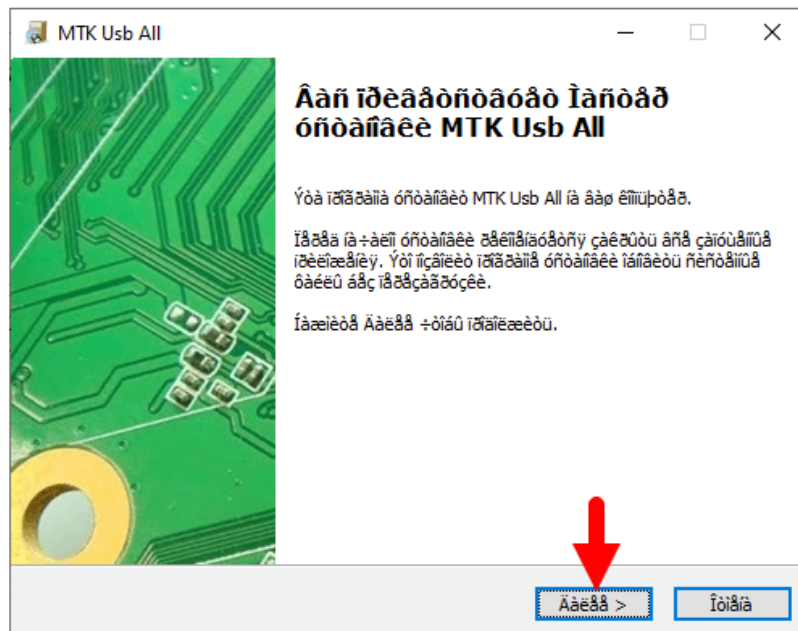 MTK Usb All
Âàñ ïðèâåòñòâóåò Ìàñòåð
óñòàíîâêè MTK Usb All
Ýòà ïðîãðàììà óñòàíîâèò MTK Usb All íà âàø êîìïüþòåð.
Ïåðåä íà÷àëîì óñòàíîâêè ðåêîìåíäóåòñÿ çàêðûòü âñå çàïóùåííûå
ïðèëîæåíèÿ. Ýòî ïîçâîëèò ïðîãðàììå óñòàíîâêè îáíîâèòü ñèñòåìíûå
ôàéëû áåç ïåðåçàãðóçêè.
Íàæìèòå Äàëåå ÷òîáû ïðîäîëæèòü.
Äàëåå >
Îòìåíà